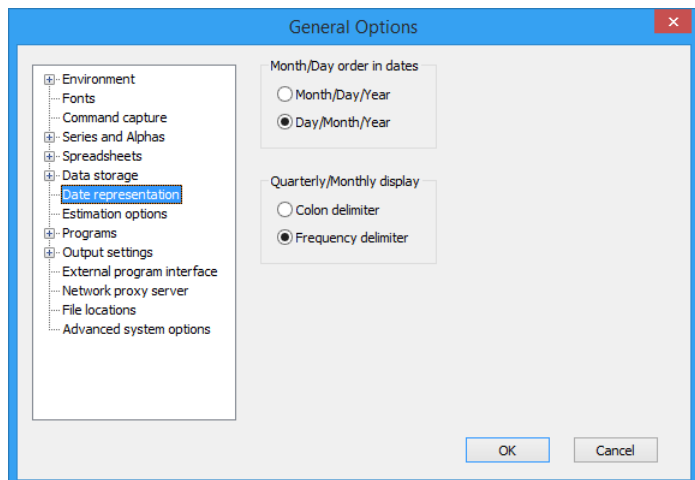 General Options
Environment
Fonts
Command capture
Series and Alphas
Spreadsheets
Data storage
Date representation
Estimation options
Programs
Output settings
External program interface
Network proxy server
File locations
Advanced system options
Month/Day order in dates
Month/Day/Year
Day/Month/Year
Quarterly/Monthly display
Colon delimiter
Frequency delimiter
OK
Cancel